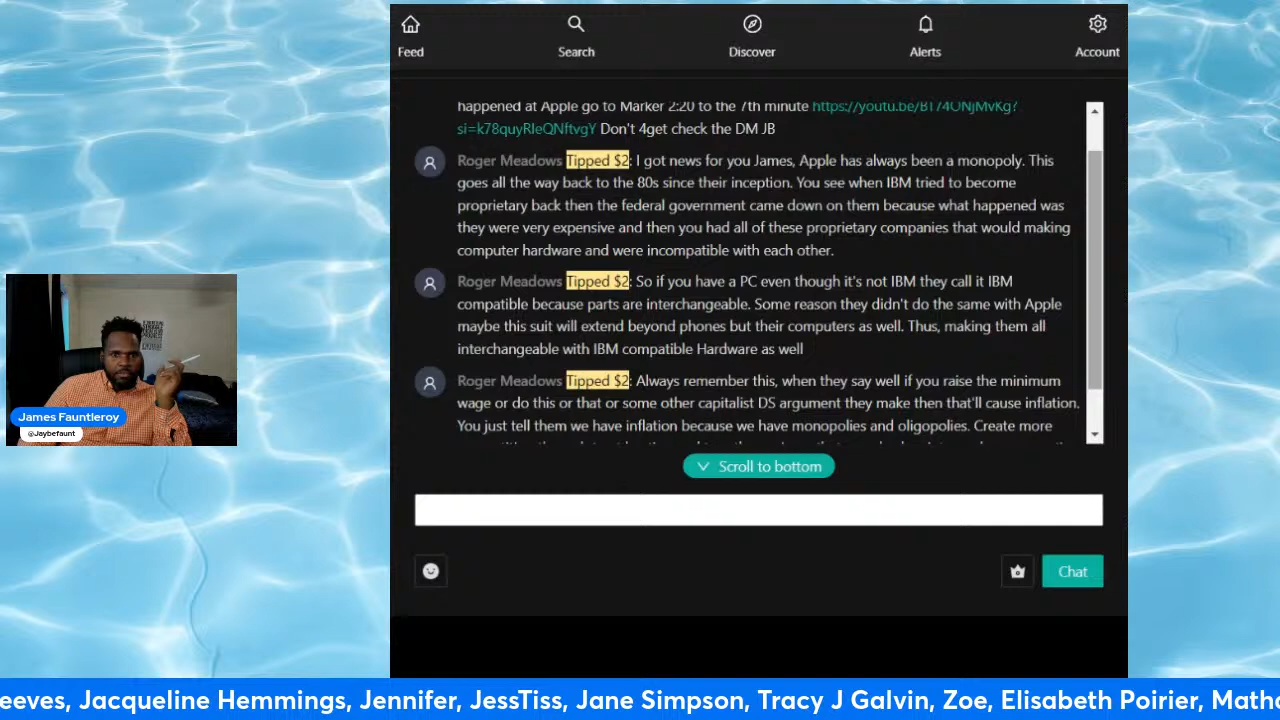 Feed
Search
Discover
Alerts
Account
happened at Apple go to Marker 2:20 to the 7th minute
si=k78quyRleQNftvgY Don't 4get check the DM JB
Roger Meadows Tipped $2: I got news for you James, Apple has always been a monopoly. This
goes all the way back to the 80s since their inception. You see when IBM tried to become
proprietary back then the federal government came down on them because what happened was
they were very expensive and then you had all of these proprietary companies that would making
computer hardware and were incompatible with each other.
Roger Meadows Tipped $2: So if you have a PC even though it's not IBM they call it IBM
compatible because parts are interchangeable. Some reason they didn't do the same with Apple
maybe this suit will extend beyond phones but their computers as well. Thus, making them all
interchangeable with IBM compatible Hardware as well
Roger Meadows Tipped $2: Always remember this, when they say well if you raise the minimum
wage or do this or that or some other capitalist DS argument they make then that'll cause inflation.
You just tell them we have inflation because we have monopolies and oligopolies. Create more
Scroll to bottom
Chat
James Fauntleroy
@Jaybefaunt
eeves, Jacqueline Hemmings, Jennifer, JessTiss, Jane Simpson, Tracy J Galvin, Zoe, Elisabeth Poirier, Math